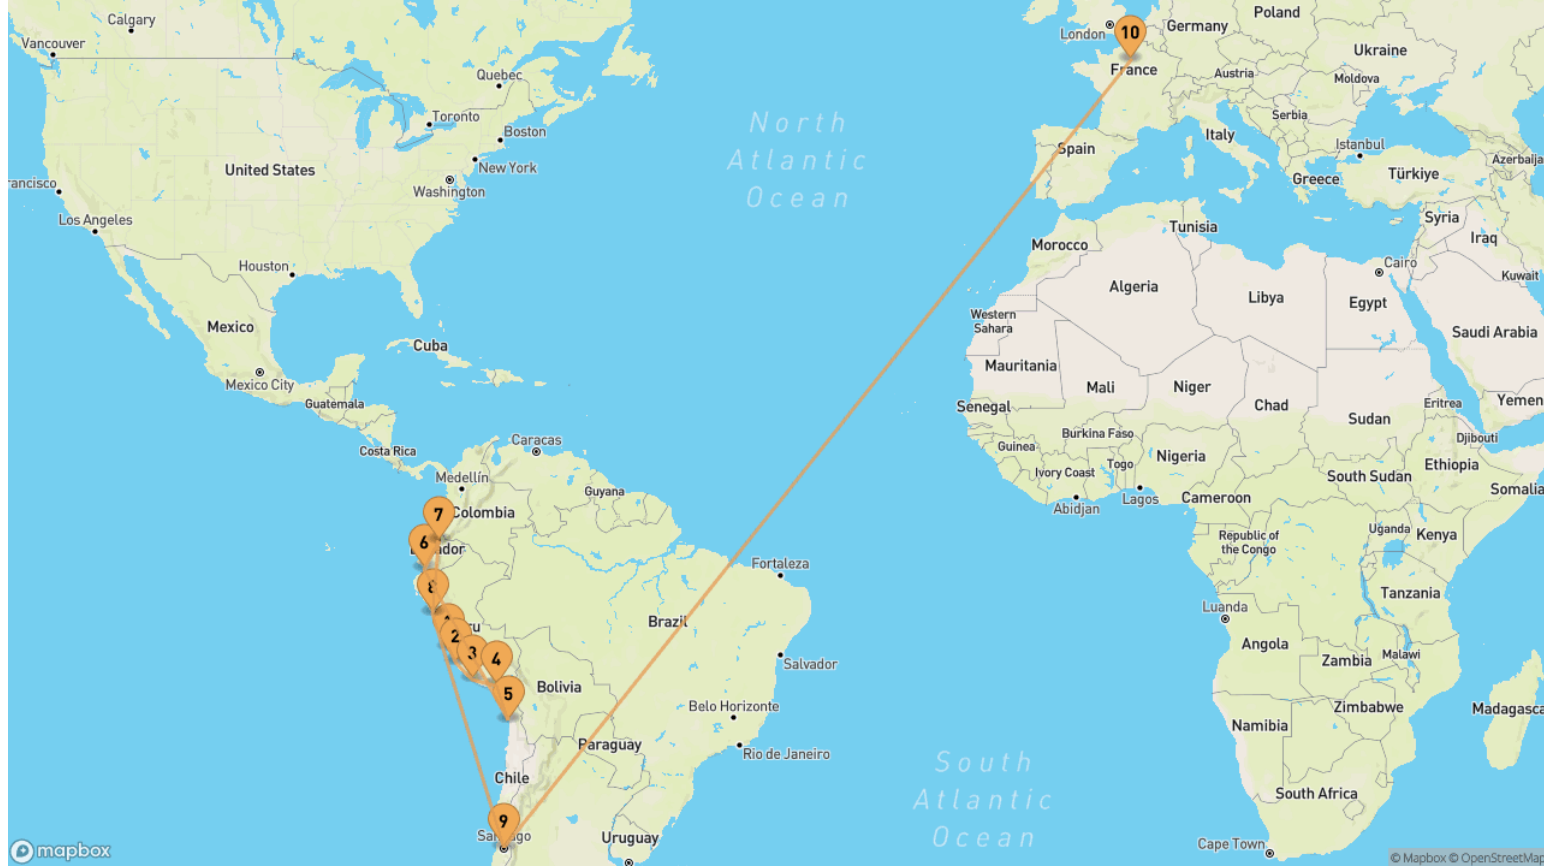 Calgary
Vancouver
Quebec
Toronto
Boston
New York
Washington
United States
rancisco
Los Angeles
Houston
Mexico
Mexico City
Cuba
Guatemala
Costa Rica
Caracas
Medellín
Colombia
Guyana
North
Atlantic
Ocean
London
10
France
Germany
Poland
Ukraine
Austria
Moldova
Serbia
Italy
Spain
Istanbul
Greece
Türkiye
Azerbaija
Syria
Iraq
Kuwait
Cairo
Tunisia
Morocco
Algeria
Libya
Egypt
Saudi Arabia
Western
Sahara
Mauritania
Mali
Niger
Chad
Sudan
Eritrea
Yemen
Senegal
Guinea
Burkina Faso
Ivory Coast
Togo
Nigeria
Abidjan
Lagos
Cameroon
Djibouti
Ethiopia
South Sudan
Somalia
Republic of
the Congo
Uganda
Kenya
Tanzania
Luanda
Angola
Malawi
Zambia
Zimbabwe
Namibia
Madagasca
South Africa
Cape Town
7
6
8
1
2
3
4
5
9
Fortaleza
Brazil
Salvador
Bolivia
Belo Horizonte
Rio de Janeiro
Paraguay
Chile
Uruguay
South
Atlantic
Ocean
mapbox
© Mapbox © OpenStreetMap